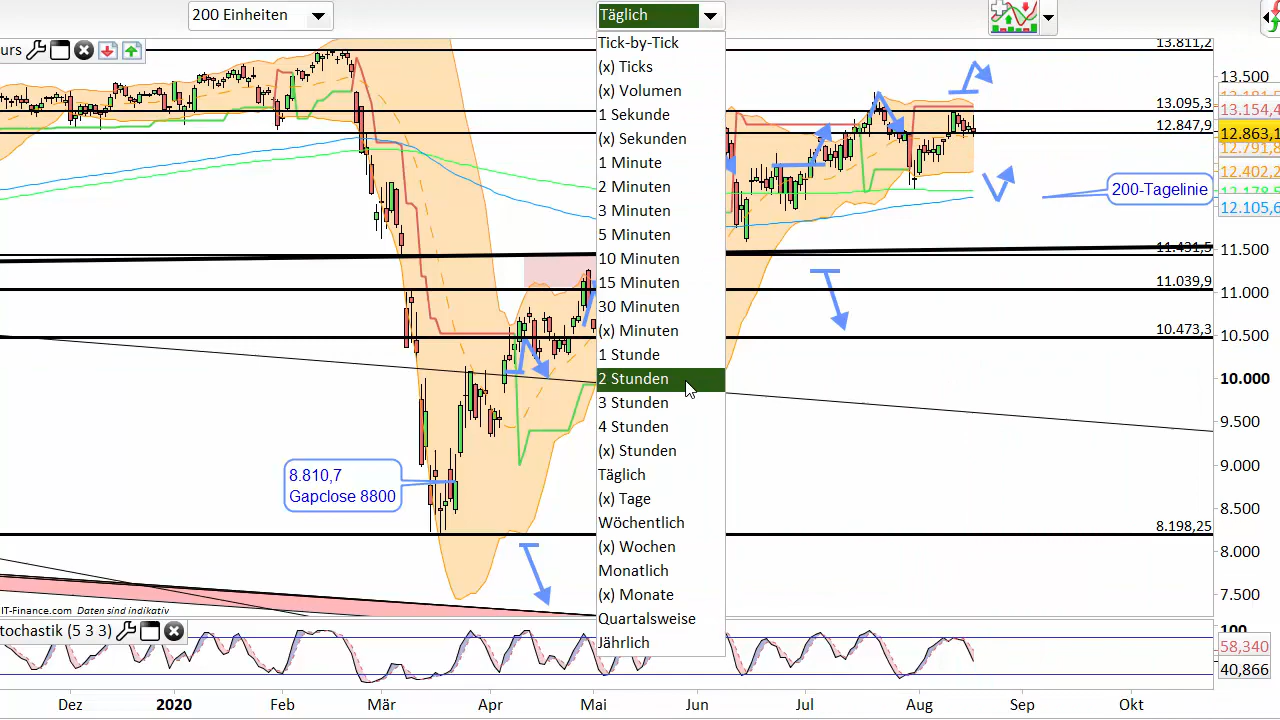 200 Einheiten
Täglich
urs
Tick-by-Tick
(x) Ticks
(x) Volumen
1 Sekunde
(x) Sekunden
1 Minute
2 Minuten
3 Minuten
5 Minuten
10 Minuten
15 Minuten
30 Minuten
(x) Minuten
1 Stunde
2 Stunden
3 Stunden
4 Stunden
(x) Stunden
Täglich
(x) Tage
Wöchentlich
(x) Wochen
Monatlich
(x) Monate
Quartalsweise
Jährlich
13.811,2
13.095,3
12.847,9
200-Tagelinie
11.431,5
11.039,9
10.473,3
8.198,25
8.810,7
Gapclose 8800
13.500
13.154,4
12.863,1
12.791,8
12.402,2
12.105,6
11.500
11.000
10.500
10.000
9.500
9.000
8.500
8.000
7.500
IT-Finance.com Daten sind indikativ
tochastik (5 3 3)
100
58,340
40,866
Dez
2020
Feb
Mär
Apr
Mai
Jun
Jul
Aug
Sep
Okt